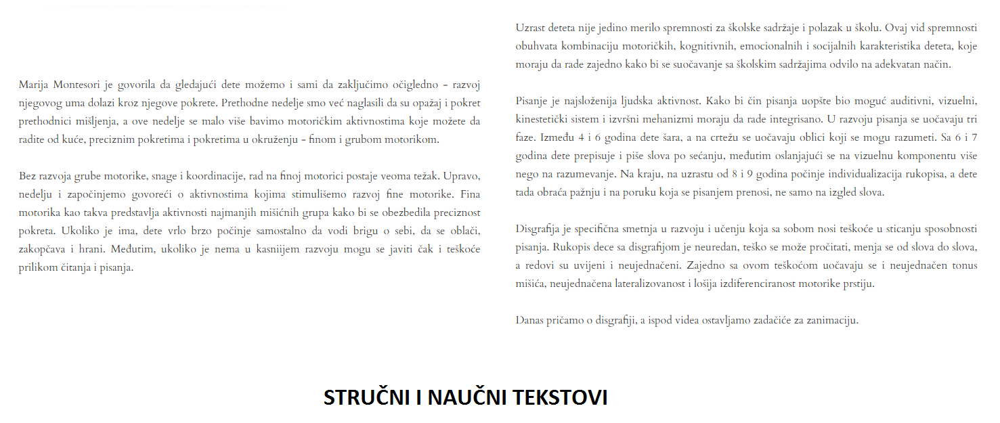 Marija Montesori je govorila da gledajući dete možemo i sami da zaključimo očigledno - razvoj
njegovog uma dolazi kroz njegove pokrete. Prethodne nedelje smo već naglasili da su opažaj i pokret
prethodnici mišljenja, a ove nedelje se malo više bavimo motoričkim aktivnostima koje možete da
radite od kuće, preciznim pokretima i pokretima u okruženju - finom i grubom motorikom.
Bez razvoja grube motorike, snage i koordinacije, rad na finoj motorici postaje veoma težak. Upravo,
nedelju i započinjemo govoreći o aktivnostima kojima stimulišemo razvoj fine motorike. Fina
motorika kao takva predstavlja aktivnosti najmanjih mišićnih grupa kako bi se obezbedila preciznost
pokreta. Ukoliko je ima, dete vrlo brzo počinje samostalno da vodi brigu o sebi, da se oblači,
zakopčava i hrani. Međutim, ukoliko je nema u kasniijem razvoju mogu se javiti čak i teškoće
prilikom čitanja i pisanja.
Uzrast deteta nije jedino merilo spremnosti za školske sadržaje i polazak u školu. Ovaj vid spremnosti
obuhvata kombinaciju motoričkih, kognitivnih, emocionalnih i socijalnih karakteristika deteta, koje
moraju da rade zajedno kako bi se suočavanje sa školskim sadržajima odvilo na adekvatan način.
Pisanje je najsloženija ljudska aktivnost. Kako bi čin pisanja uopšte bio moguć auditivni, vizuelni,
kinestetički sistem i izvršni mehanizmi moraju da rade integrisano. U razvoju pisanja se uočavaju tri
faze. Između 4 i 6 godina dete šara, a na crtežu se uočavaju oblici koji se mogu razumeti. Sa 6 i 7
godina dete prepisuje i piše slova po sećanju, međutim oslanjajući se na vizuelnu komponentu više
nego na razumevanje. Na kraju, na uzrastu od 8 i 9 godina počinje individualizacija rukopisa, a dete
tada obraća pažnju i na poruku koja se pisanjem prenosi, ne samo na izgled slova.
Disgrafija je specifična smetnja u razvoju i učenju koja sa sobom nosi teškoće u sticanju sposobnosti
pisanja. Rukopis dece sa disgrafijom je neuredan, teško se može pročitati, menja se od slova do slova,
a redovi su uvijeni i neujednačeni. Zajedno sa ovom teškoćom uočavaju se i neujednačen tonus
mišića, neujednačena lateralizovanost i lošija izdiferenciranost motorike prstiju.
Danas pričamo o disgrafiji, a ispod videa ostavljamo zadačiće za zanimaciju.
STRUČNI I NAUČNI TEKSTOVI